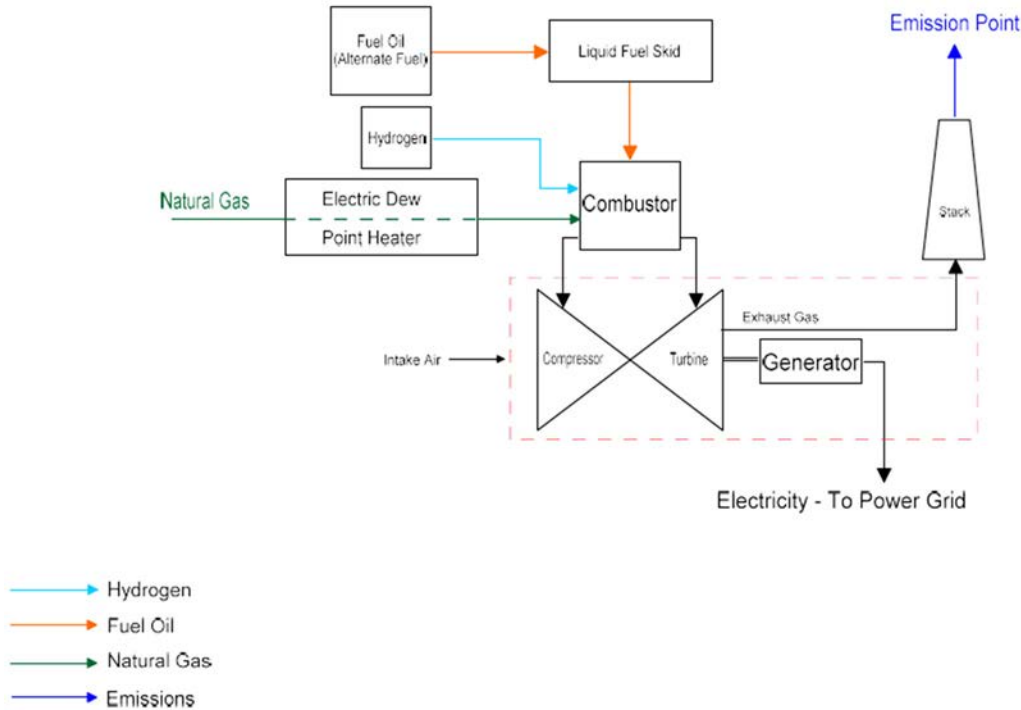 Emission Point
Fuel Oil
(Alternate Fuel)
Liquid Fuel Skid
Hydrogen
Natural Gas
Electric Dew
Point Heater
Combustor
Stack
Exhaust Gas
Intake Air
Compressor
Turbine
Generator
Electricity - To Power Grid
Hydrogen
Fuel Oil
Natural Gas
Emissions